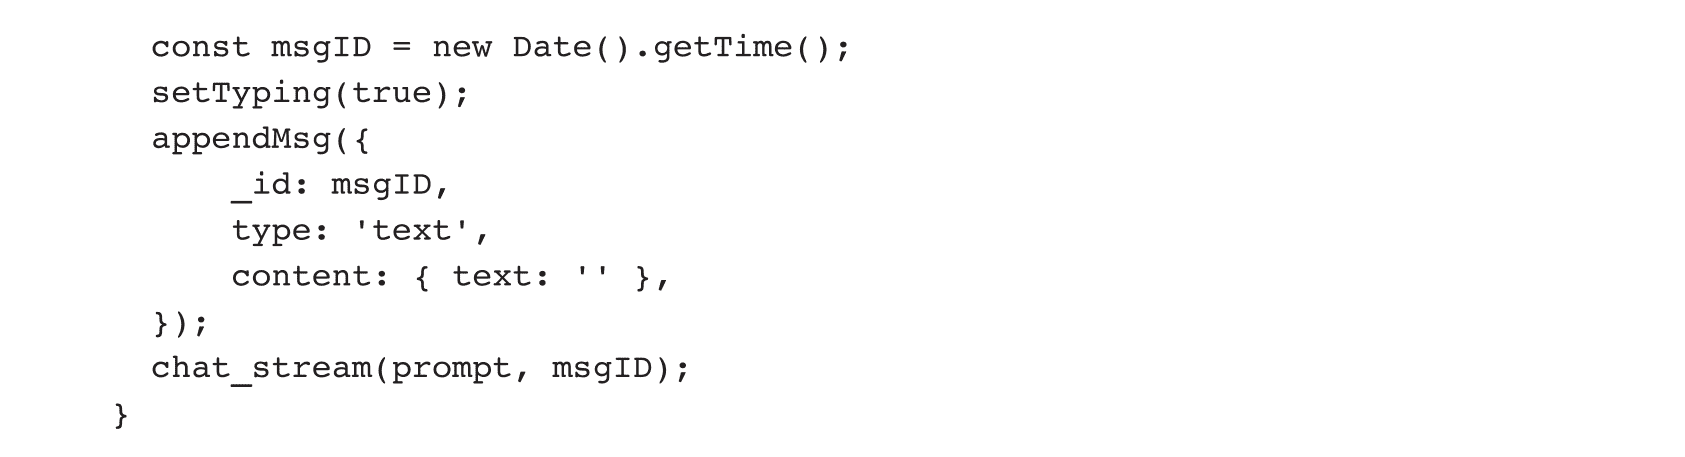 const msgID = new Date().getTime();
setTyping(true);
appendMsg({
    _id: msgID,
    type: 'text',
    content: { text: '' },
});
chat_stream(prompt, msgID);
}